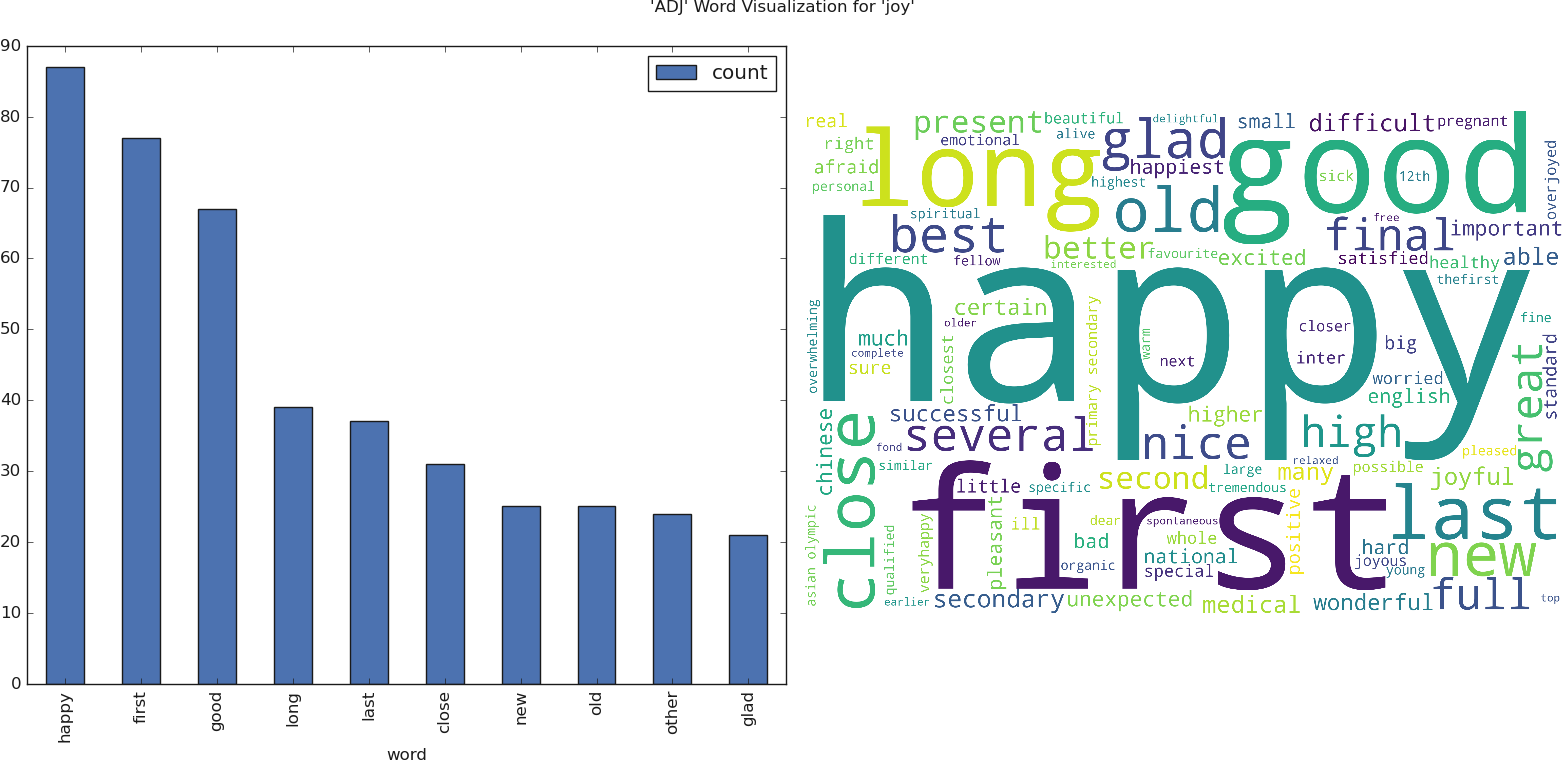 'ADJ' Word Visualization for 'joy'
90
80
70
60
50
40
30
20
10
0
count
happy
first
good
long
last
close
new
old
other
glad
word
real
present
beautiful
delightful
small
difficult
pregnant
right
emotional
alive
glad
long
good
afraid
happiest
sick
12th
overjoyed
personal
highest
old
spiritual
best
free
final
important
better
favourite
excited
satisfied
healthy
able
different
fellow
interested
thefirst
happy
overwhelming
certain
older
much
complete
sure
closest
primary secondary
warm
next
closer
inter
big
fine
worried
english
great
standard
chinese
close
successful
several
fond
similar
higher
nice
high
relaxed
pleased
first
little
specific
second
large
tremendous
many
possible
joyful
last
asian olympic
qualified
veryhappy
pleasant
ill
dear
spontaneous
bad
whole
national
organic
special
positive
hard
joyous
young
new
earlier
secondary
unexpected
medical
wonderful
full
top